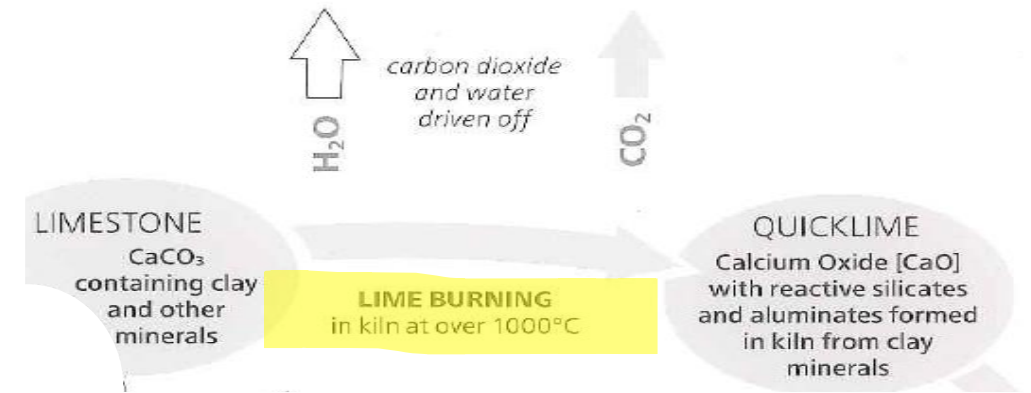 carbon dioxide
and water
driven off
H₂O
CO₂
LIMESTONE
CaCO₃
containing clay
and other
minerals
LIME BURNING
in kiln at over 1000°C
QUICKLIME
Calcium Oxide [CaO]
with reactive silicates
and aluminates formed
in kiln from clay
minerals